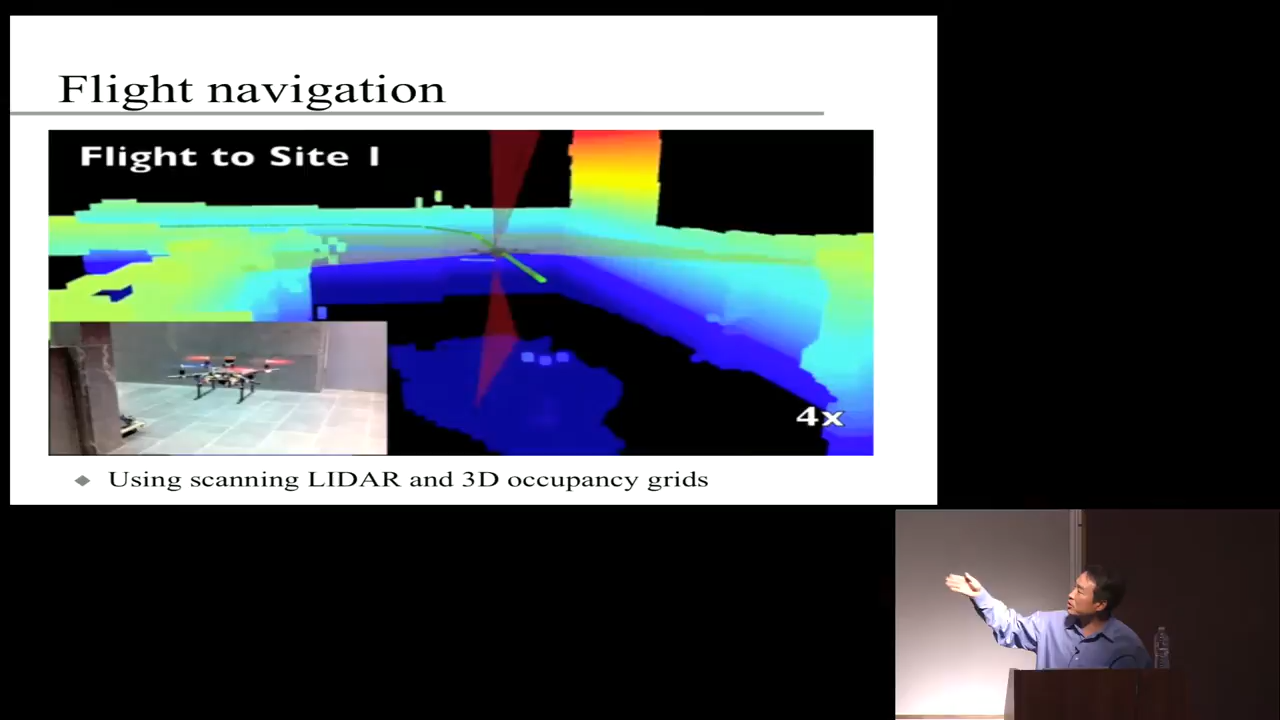 Flight navigation
Flight to Site 1
4x
Using scanning LIDAR and 3D occupancy grids